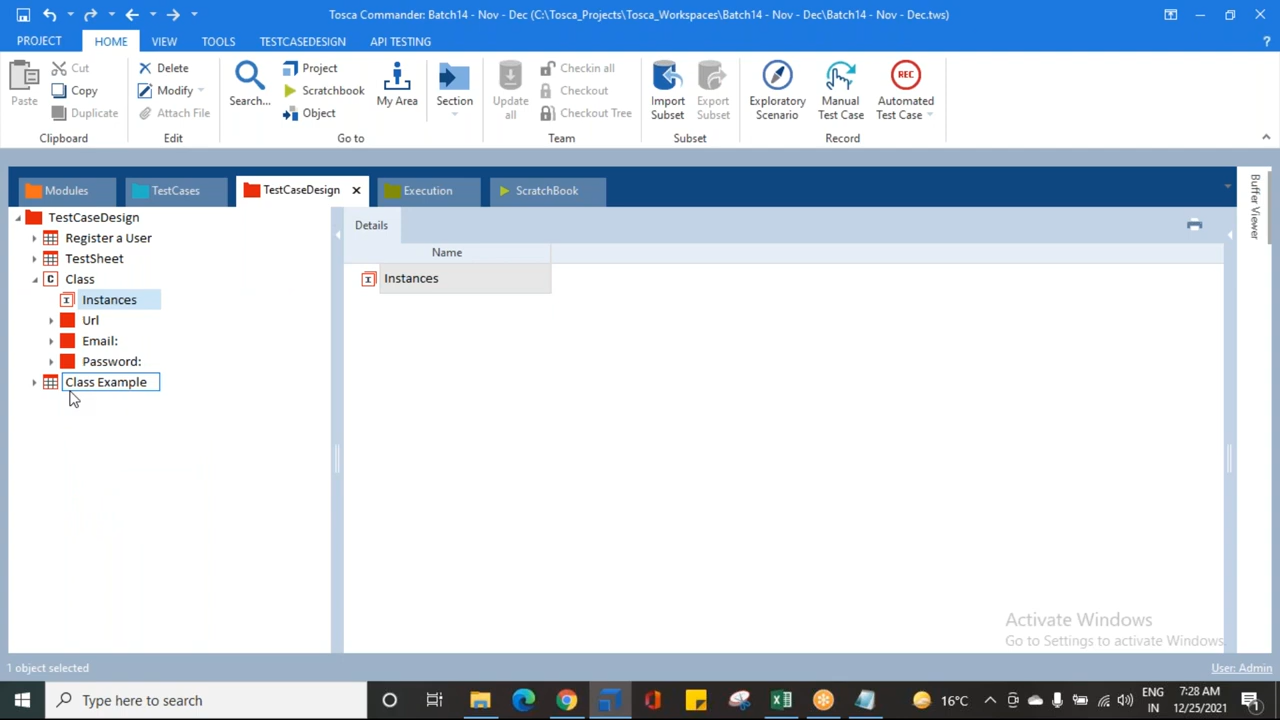 Tosca Commander: Batch14 - Nov - Dec (C:\Tosca_Projects\Tosca_Workspaces\Batch14 - Nov - Dec\Batch14 - Nov - Dec.tws)
PROJECT HOME VIEW TOOLS TESTCASEDESIGN API TESTING ?
Paste
Cut
Copy
Duplicate
Clipboard
Delete
Modify
Attach File
Edit
Search...
Project
Scratchbook
Object
My Area
Section
Go to
Update all
Checkin all
Checkout
Checkout Tree
Team
Import Subset
Export Subset
Subset
Exploratory Scenario
Manual Test Case
REC
Automated Test Case
Record
Modules TestCases TestCaseDesign Execution ScratchBook
TestCaseDesign
Register a User
TestSheet
C Class
I Instances
Url
Email:
Password:
Class Example
Details
Name
I Instances
Buffer Viewer
Activate Windows
Go to Settings to activate Windows.
1 object selected
User: Admin
Type here to search
16°C
ENG
IN
7:28 AM
12/25/2021
1